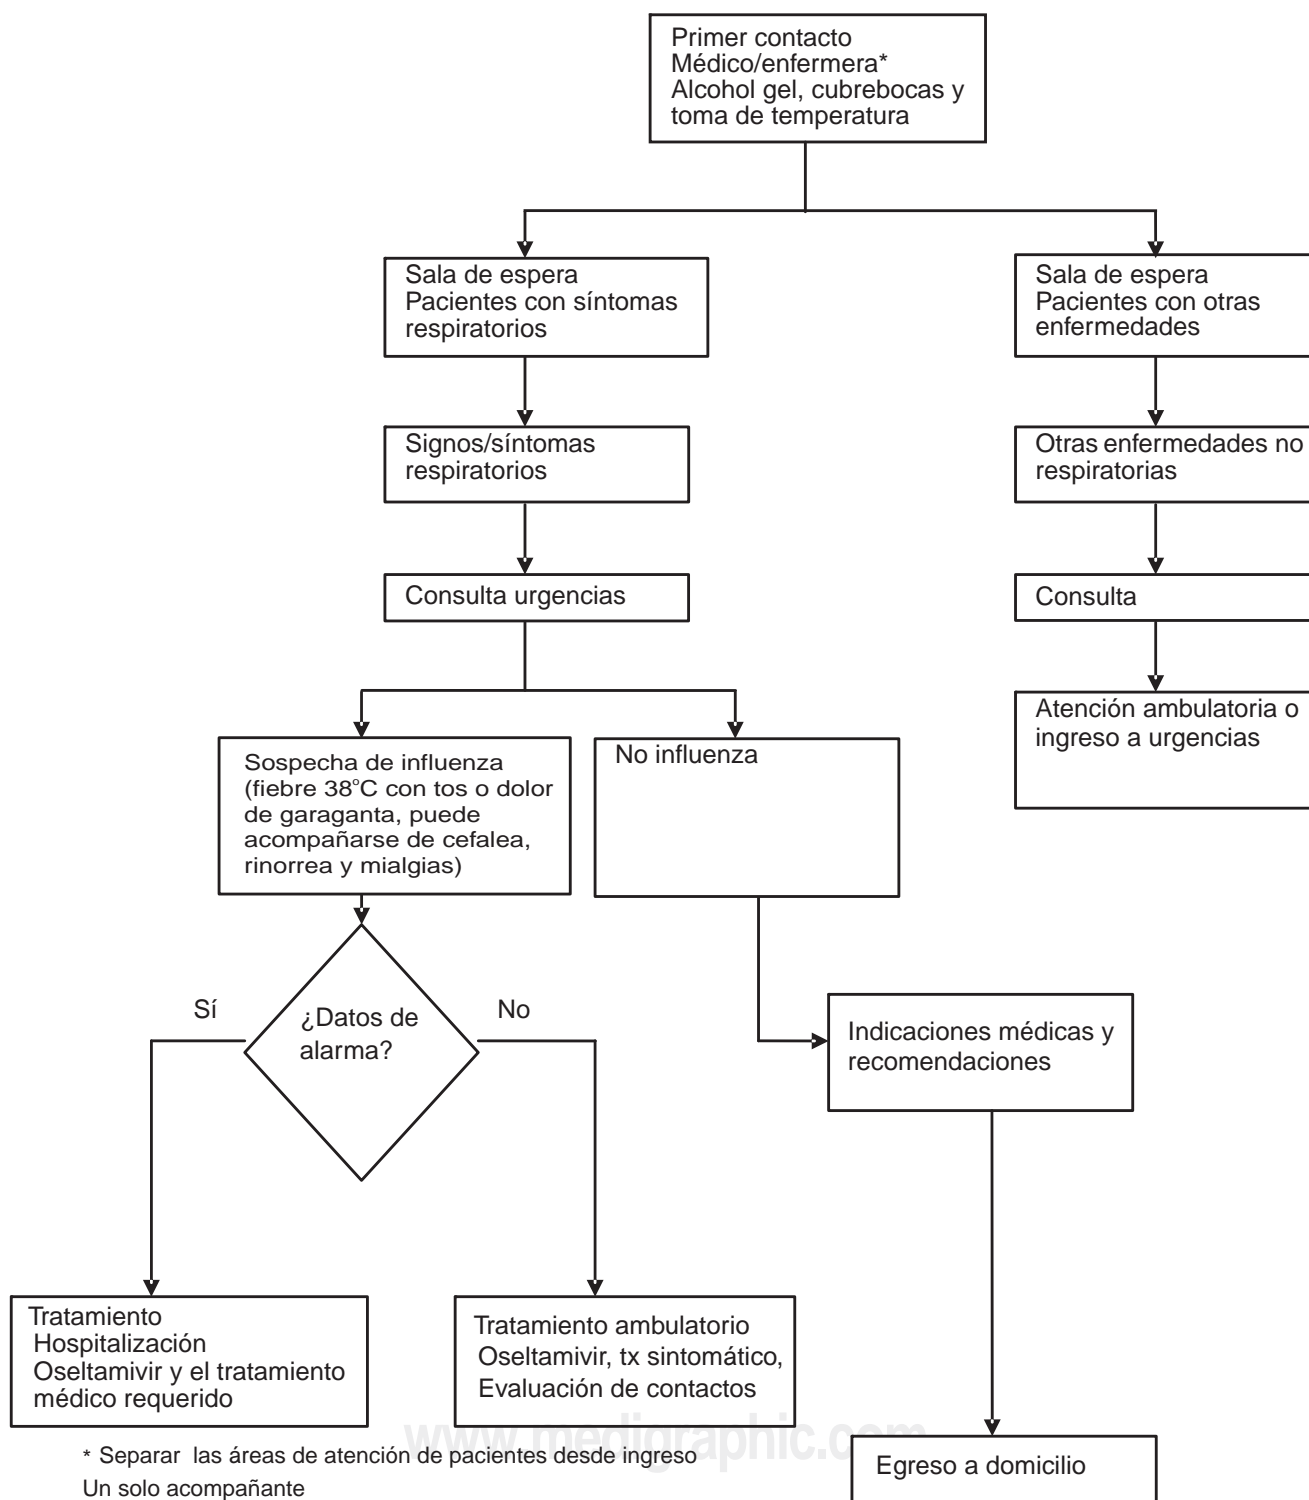 Primer contacto
Médico/enfermera*
Alcohol gel, cubrebocas y
toma de temperatura
Sala de espera
Pacientes con síntomas
respiratorios
Sala de espera
Pacientes con otras
enfermedades
Signos/síntomas
respiratorios
Otras enfermedades no
respiratorias
Consulta urgencias
Consulta
Atención ambulatoria o
ingreso a urgencias
Sospecha de influenza
(fiebre 38°C con tos o dolor
de garaganta, puede
acompañarse de cefalea,
rinorrea y mialgias)
No influenza
Sí
¿Datos de
alarma?
No
Indicaciones médicas y
recomendaciones
Tratamiento
Hospitalización
Oseltamivir y el tratamiento
médico requerido
Tratamiento ambulatorio
Oseltamivir, tx sintomático,
Evaluación de contactos
www.medigraphic.com
Egreso a domicilio
* Separar las áreas de atención de pacientes desde ingreso
Un solo acompañante